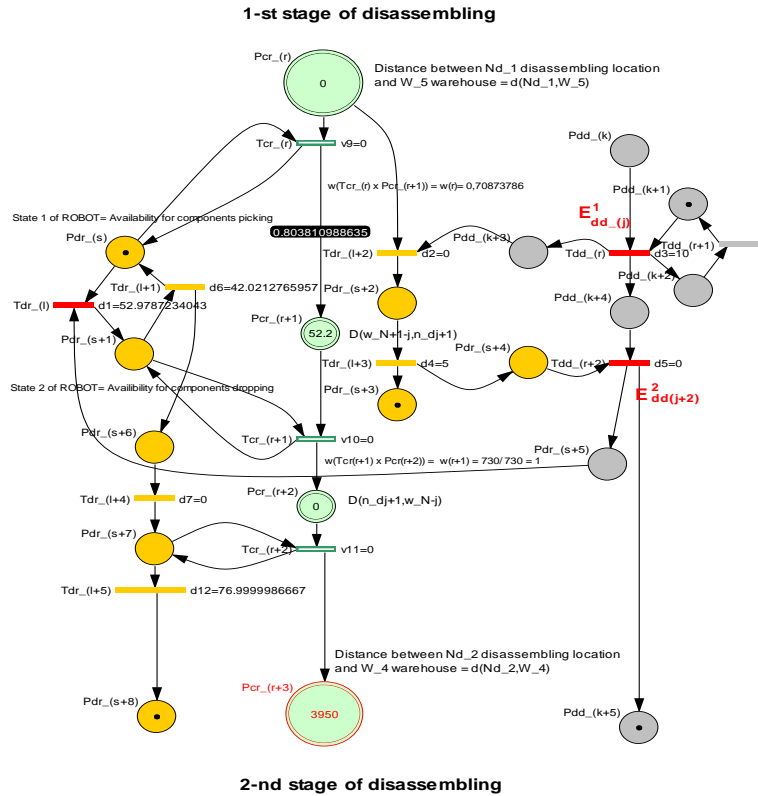 1-st stage of disassembling
Pcr_(r)
0
Distance between Nd_1 disassembling location
and W_5 warehouse = d(Nd_1,W_5)
Tcr_(r)
v9=0
Pdd_(k)
w(Tcr_(r) x Pcr_(r+1)) = w(r)= 0,70873786
Pdd_(k+1)
State 1 of ROBOT= Availability for components picking
E 1 dd_(j)
0.803810988635
Pdr_(s)
Pdd_(k+3)
Tdd_(r+1)
Tdr_(l+2)
d2=0
Tdd_(r)
d3=10
Pdd_(k+2)
Tdr_(l+1)
d6=42.0212765957
Pdr_(s+2)
Pdd_(k+4)
Tdr_(l)
d1=52.9787234043
Pcr_(r+1)
52.2
D(w_N+1-j,n_dj+1)
Pdr_(s+1)
Pdr_(s+4)
Tdr_(l+3)
d4=5
Tdd_(r+2)
d5=0
State 2 of ROBOT= Availibility for components dropping
Pdr_(s+3)
E 2 dd(j+2)
Pdr_(s+6)
Tcr_(r+1)
v10=0
Pdr_(s+5)
w(Tcr(r+1) x Pcr(r+2)) = w(r+1) = 730/730 = 1
Pcr_(r+2)
0
D(n_dj+1,w_N-j)
Tdr_(l+4)
d7=0
Pdr_(s+7)
Tcr_(r+2)
v11=0
Tdr_(l+5)
d12=76.9999986667
Distance between Nd_2 disassembling location
and W_4 warehouse = d(Nd_2,W_4)
Pcr_(r+3)
3950
Pdr_(s+8)
Pdd_(k+5)
2-nd stage of disassembling